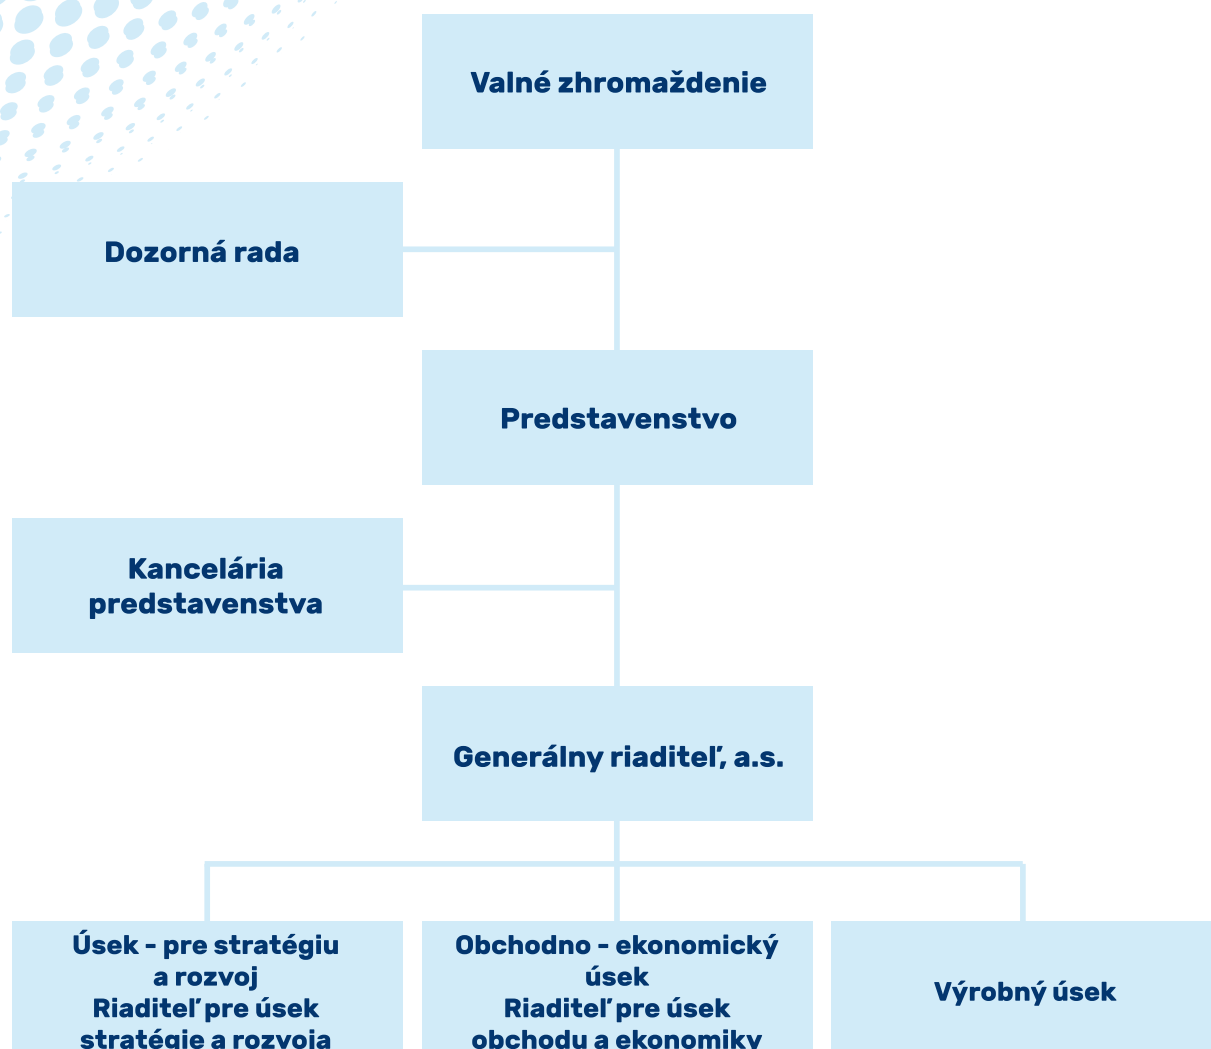 Valné zhromaždenie
Dozorná rada
Predstavenstvo
Kancelária
predstavenstva
Generálny riaditeľ, a.s.
Úsek - pre stratégiu
a rozvoj
Riaditeľ pre úsek
stratégie a rozvoja
Obchodno - ekonomický
úsek
Riaditeľ pre úsek
obchodu a ekonomiky
Výrobný úsek